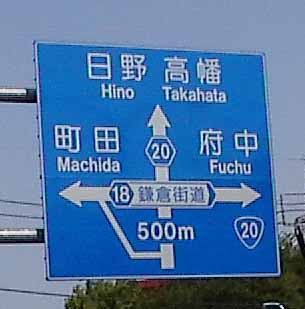 日野 高幡
Hino Takahata
町田 20 府中
Machida Fuchu
18 鎌倉街道
500m 20